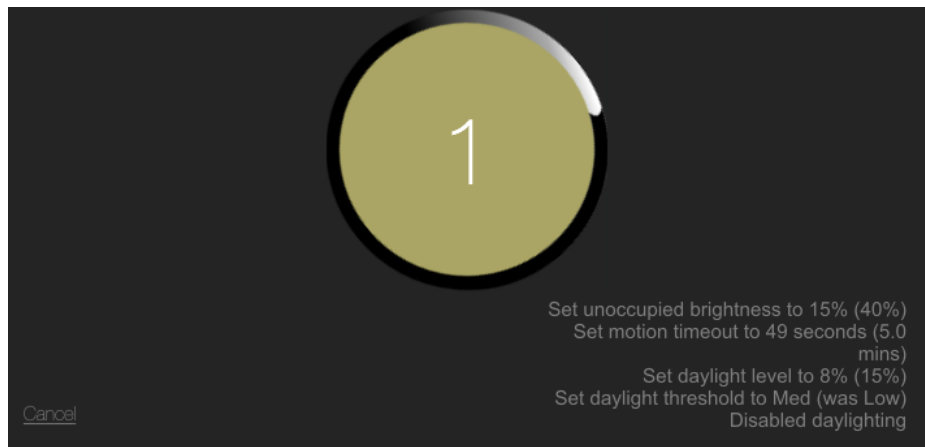 1
Set unoccupied brightness to 15% (40%)
Set motion timeout to 49 seconds (5.0
mins)
Set daylight level to 8% (15%)
Set daylight threshold to Med (was Low)
Disabled daylighting
Cancel